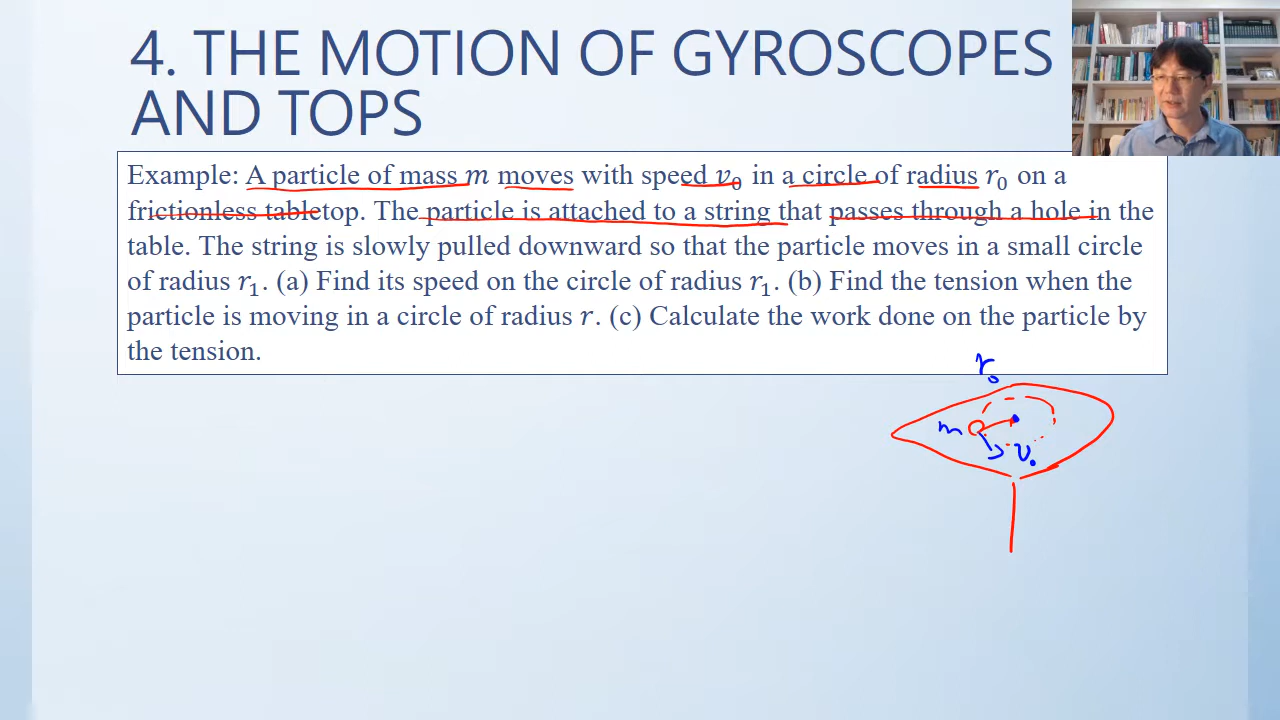 4. THE MOTION OF GYROSCOPES
AND TOPS
Example: A particle of mass m moves with speed v₀ in a circle of radius r₀ on a
frictionless tabletop. The particle is attached to a string that passes through a hole in the
table. The string is slowly pulled downward so that the particle moves in a small circle
of radius r₁. (a) Find its speed on the circle of radius r₁. (b) Find the tension when the
particle is moving in a circle of radius r. (c) Calculate the work done on the particle by
the tension.
r₀
m
v₀